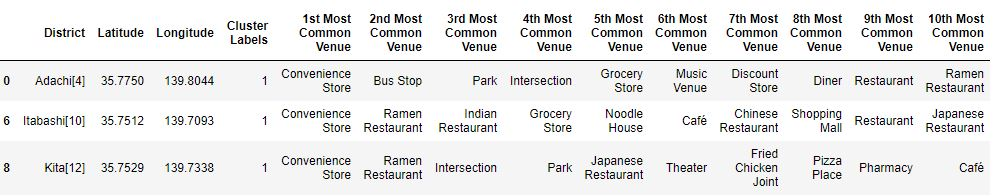 District Latitude Longitude Cluster Labels 1st Most Common Venue 2nd Most Common Venue 3rd Most Common Venue 4th Most Common Venue 5th Most Common Venue 6th Most Common Venue 7th Most Common Venue 8th Most Common Venue 9th Most Common Venue 10th Most Common Venue
0 Adachi[4] 35.7750 139.8044 1 Convenience Store Bus Stop Park Intersection Grocery Store Music Venue Discount Store Diner Restaurant Ramen Restaurant
6 Itabashi[10] 35.7512 139.7093 1 Convenience Store Ramen Restaurant Indian Restaurant Grocery Store Noodle House Café Chinese Restaurant Shopping Mall Restaurant Japanese Restaurant
8 Kita[12] 35.7529 139.7338 1 Convenience Store Ramen Restaurant Intersection Park Japanese Restaurant Theater Fried Chicken Joint Pizza Place Pharmacy Café